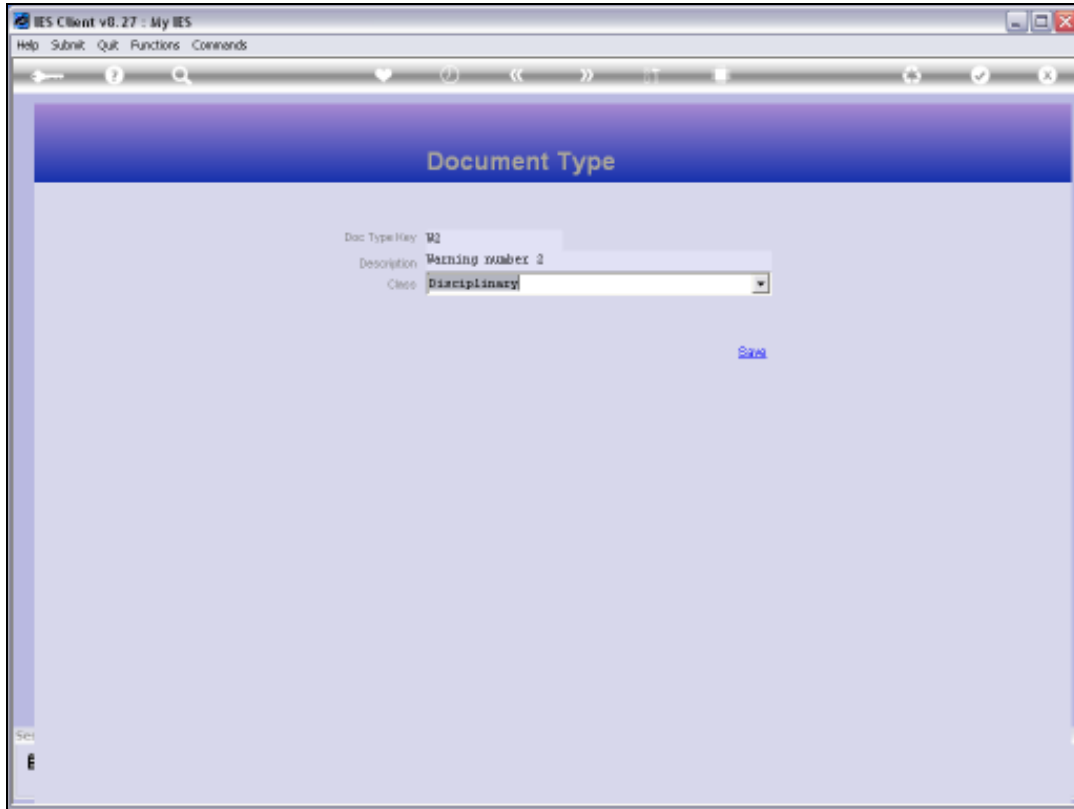 IES Client v8.27 : My IES
Help Submit Quit Functions Commands
Document Type
Doc Type Key W2
Description Warning number 2
Class Disciplinary
Save